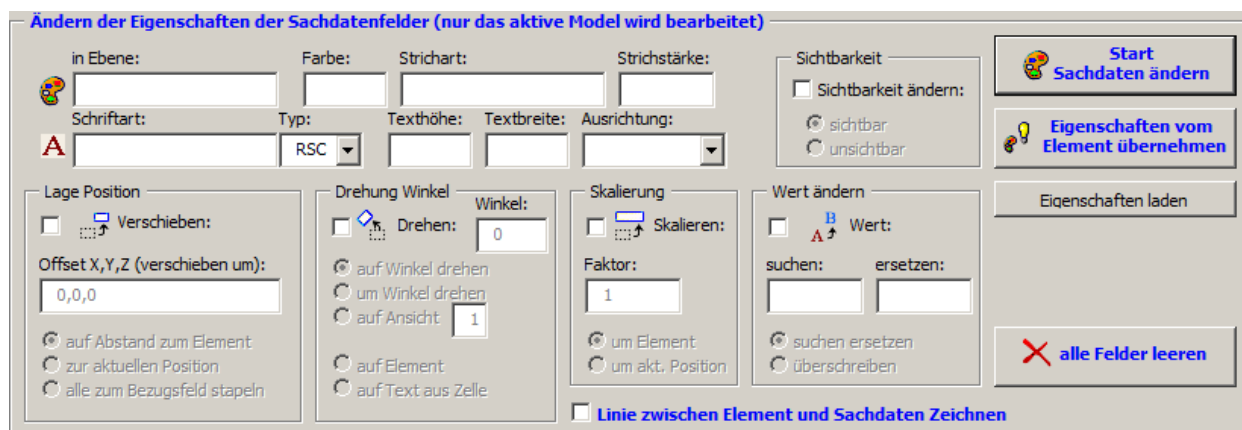 Ändern der Eigenschaften der Sachdatenfelder (nur das aktive Model wird bearbeitet)
in Ebene: Farbe: Strichart: Strichstärke:
Schriftart: Typ: Texthöhe: Textbreite: Ausrichtung:
A RSC
Sichtbarkeit
Sichtbarkeit ändern:
sichtbar
unsichtbar
Start
Sachdaten ändern
Eigenschaften vom
Element übernehmen
Eigenschaften laden
alle Felder leeren
Lage Position
Verschieben:
Offset X,Y,Z (verschieben um):
0,0,0
auf Abstand zum Element
zur aktuellen Position
alle zum Bezugsfeld stapeln
Drehung Winkel
Winkel:
Drehen: 0
auf Winkel drehen
um Winkel drehen
auf Ansicht 1
auf Element
auf Text aus Zelle
Skalierung
Skalieren:
Faktor:
1
um Element
um akt. Position
Wert ändern
A B Wert:
suchen: ersetzen:
suchen ersetzen
überschreiben
Linie zwischen Element und Sachdaten Zeichnen